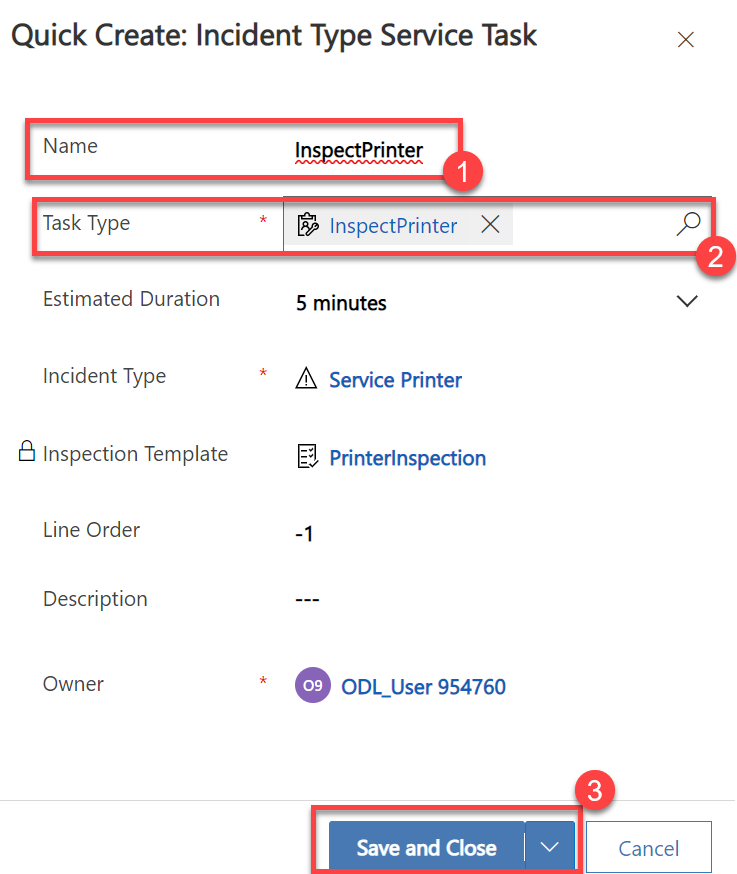 Quick Create: Incident Type Service Task
Name InspectPrinter
1
Task Type * InspectPrinter
2
Estimated Duration 5 minutes
Incident Type * Service Printer
Inspection Template PrinterInspection
Line Order -1
Description ---
Owner * O9 ODL_User 954760
3
Save and Close Cancel